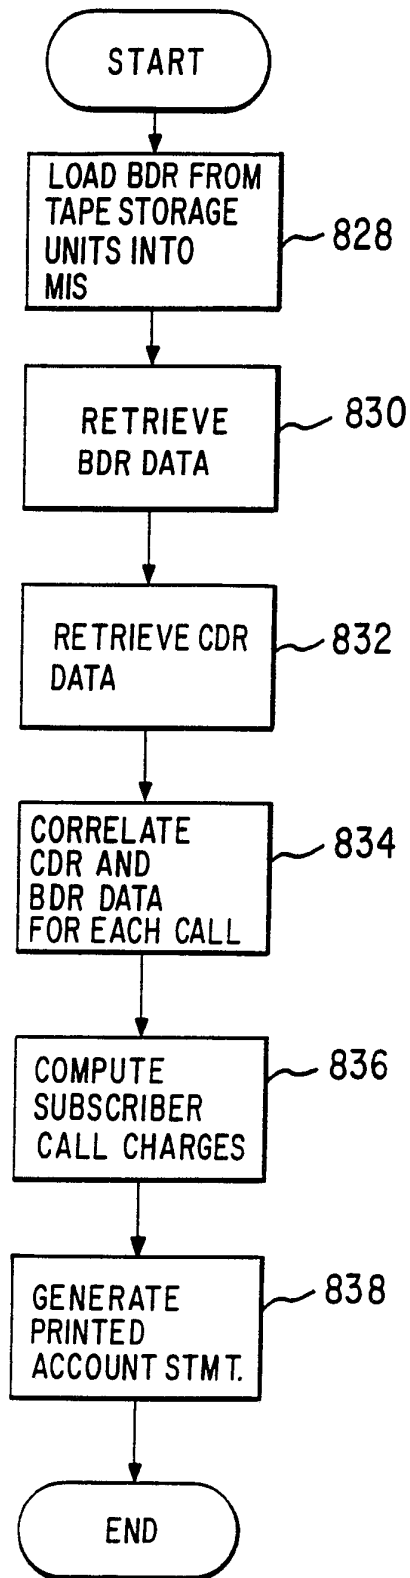 START
LOAD BDR FROM
TAPE STORAGE
UNITS INTO
MIS
828
RETRIEVE
BDR DATA
830
RETRIEVE CDR
DATA
832
CORRELATE
CDR AND
BDR DATA
FOR EACH CALL
834
COMPUTE
SUBSCRIBER
CALL CHARGES
836
GENERATE
PRINTED
ACCOUNT STMT.
838
END